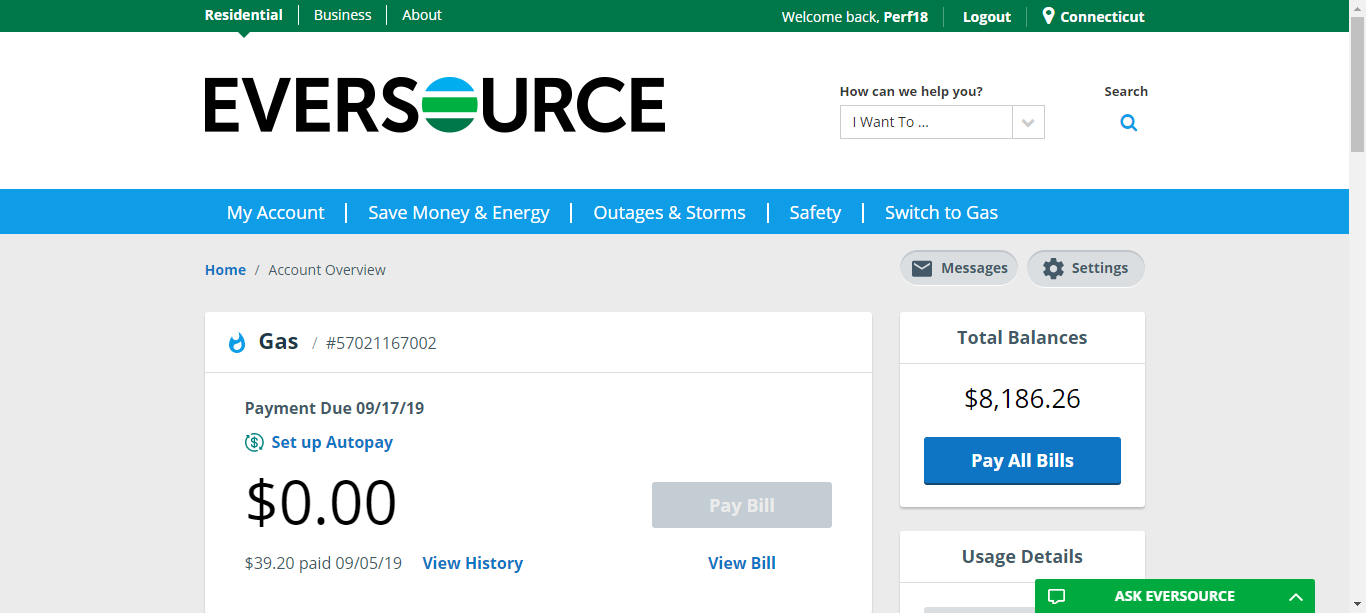 Residential Business About
Welcome back, Perf18 Logout Connecticut
EVERSOURCE
How can we help you?
I Want To ...
Search
My Account Save Money & Energy Outages & Storms Safety Switch to Gas
Home / Account Overview
Messages Settings
Gas / #57021167002
Payment Due 09/17/19
Set up Autopay
$0.00
Pay Bill
$39.20 paid 09/05/19 View History View Bill
Total Balances
$8,186.26
Pay All Bills
Usage Details
ASK EVERSOURCE